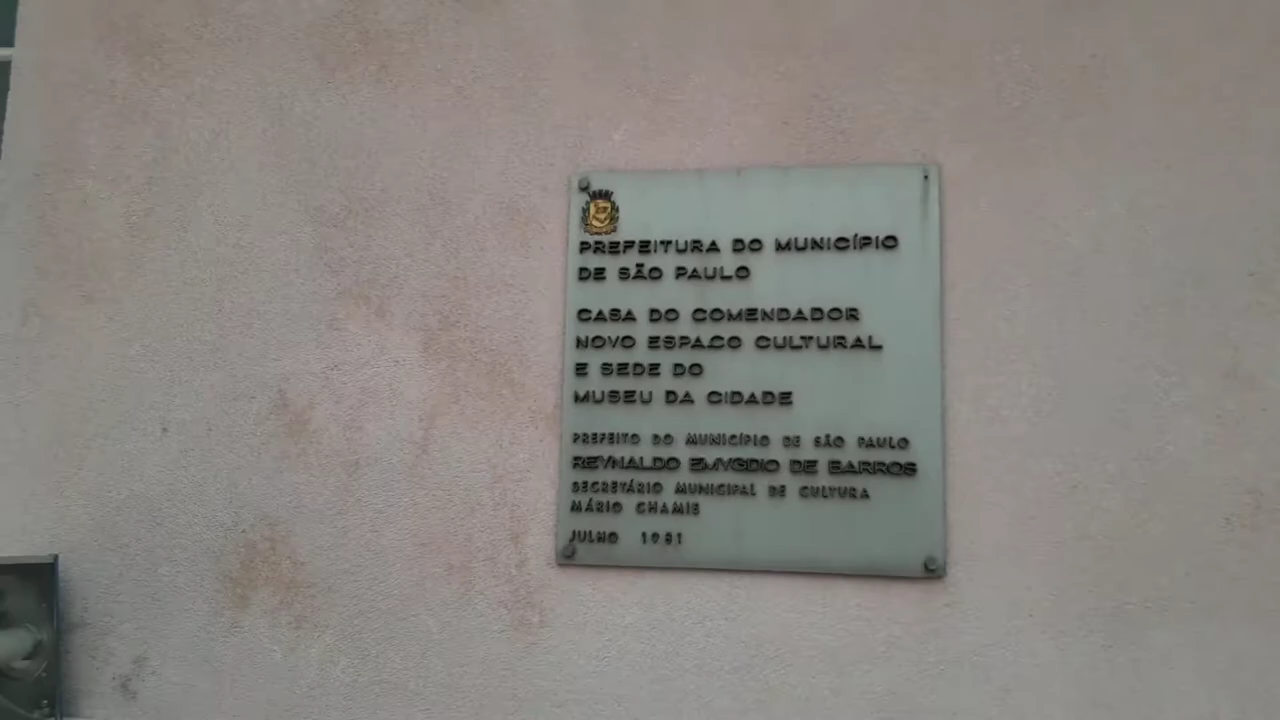 PREFEITURA DO MUNICÍPIO
DE SÃO PAULO
CASA DO COMENDADOR
NOVO ESPAÇO CULTURAL
E SEDE DO
MUSEU DA CIDADE
PREFEITO DO MUNICÍPIO DE SÃO PAULO
REYNALDO EMYGDIO DE BARROS
SECRETÁRIO MUNICIPAL DE CULTURA
MÁRIO CHAMIE
JULHO 1981